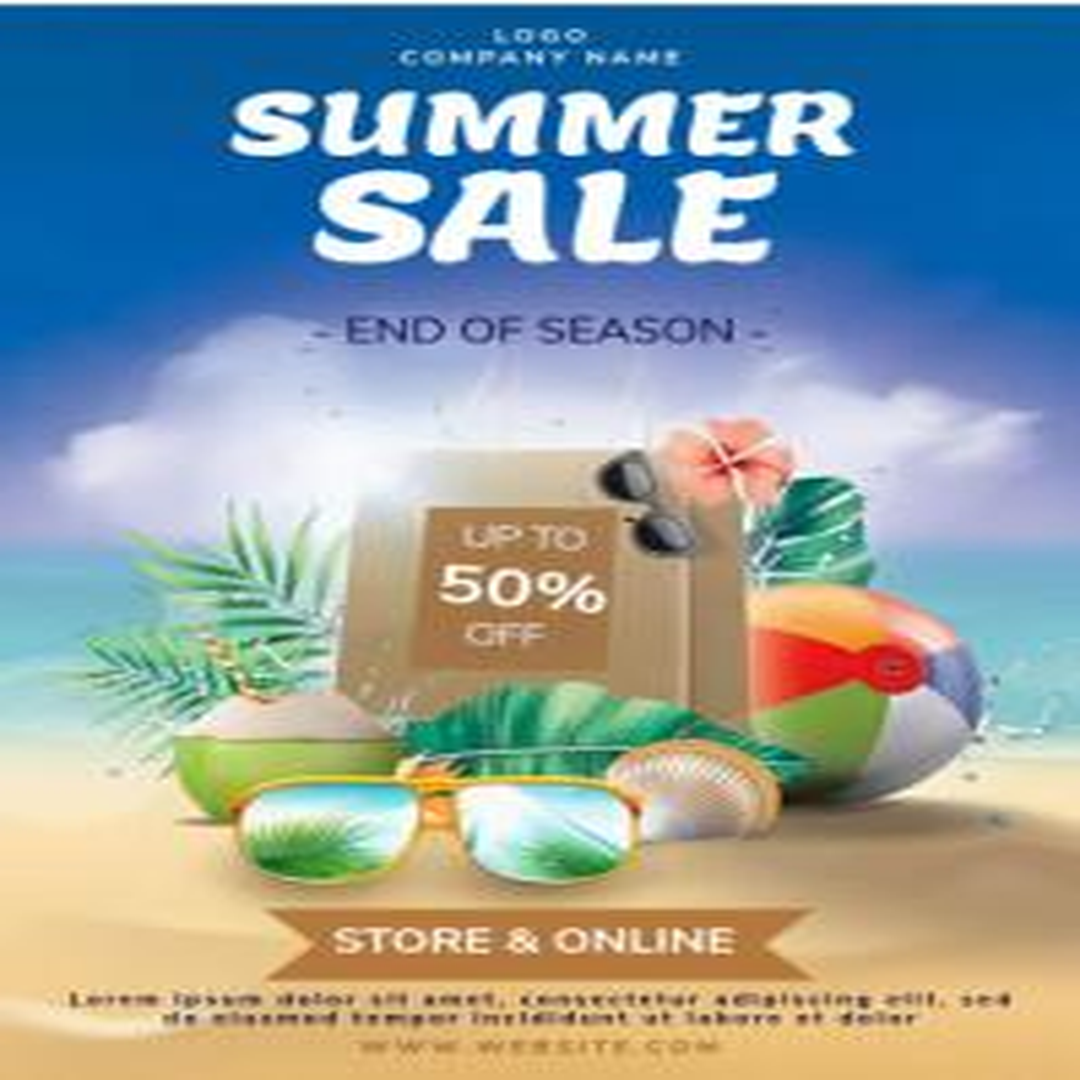 LOGO
COMPANY NAME
SUMMER
SALE
- END OF SEASON -
UP TO
50%
OFF
STORE & ONLINE
Lorem ipsum dolor sit amet, consectetur adipiscing elit, sed
do eiusmod tempor incididunt ut labore et dolor
WWW.WEBSITE.COM